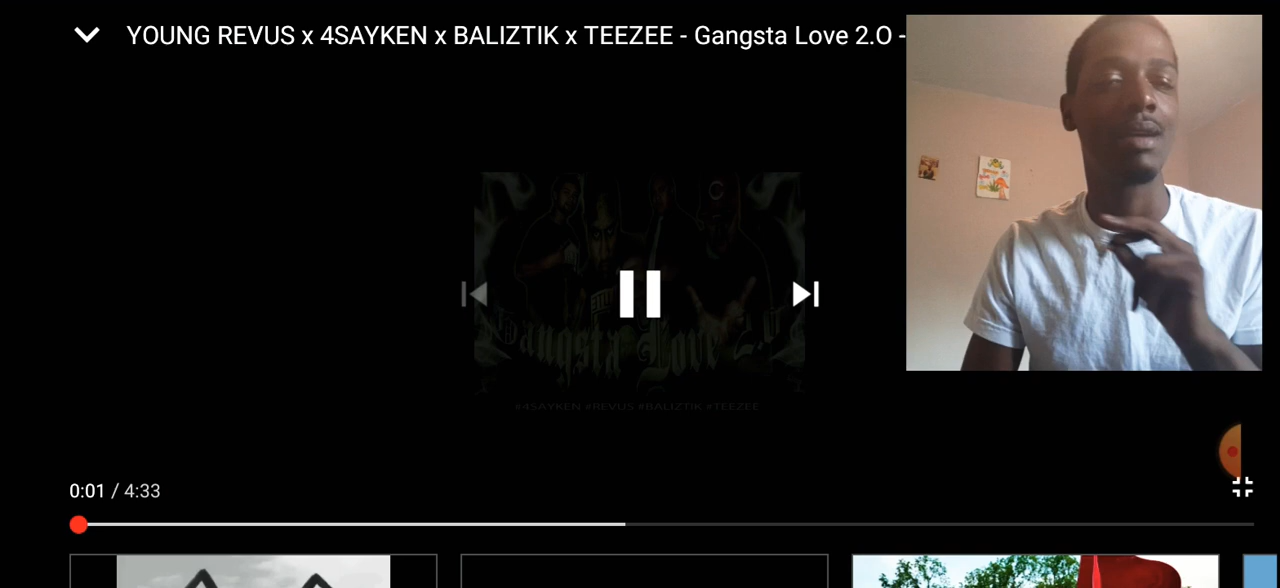 YOUNG REVUS x 4SAYKEN x BALIZTIK x TEEZEE - Gangsta Love 2.O -
Gangsta Love 2.0
#4SAYKEN #REVUS #BALIZTIK #TEEZEE
0:01 / 4:33